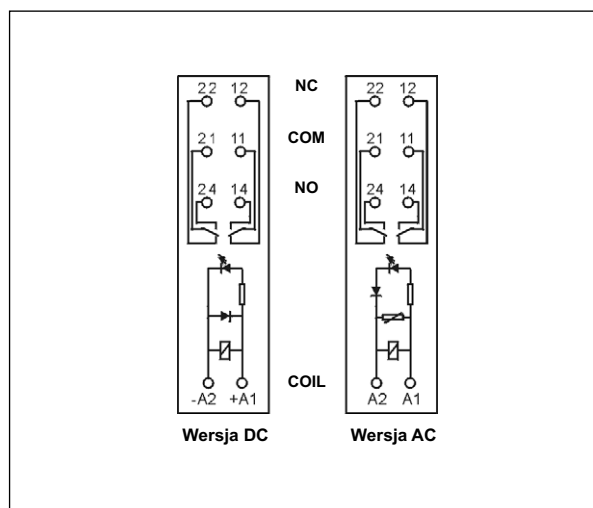 22 12 NC 22 12
21 11 COM 21 11
24 14 NO 24 14
COIL
-A2 +A1 A2 A1
Wersja DC Wersja AC